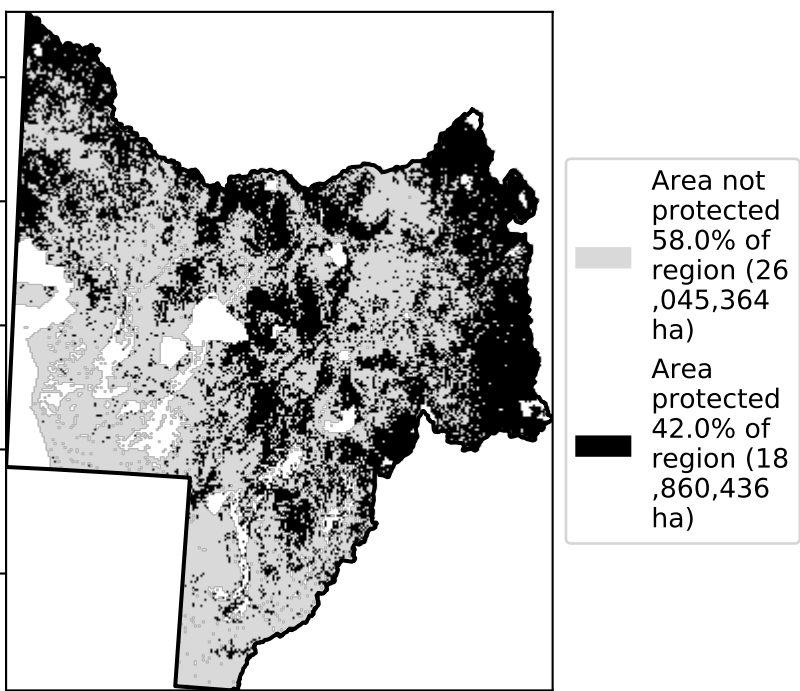 Area not
protected
58.0% of
region (26
,045,364
ha)
Area
protected
42.0% of
region (18
,860,436
ha)